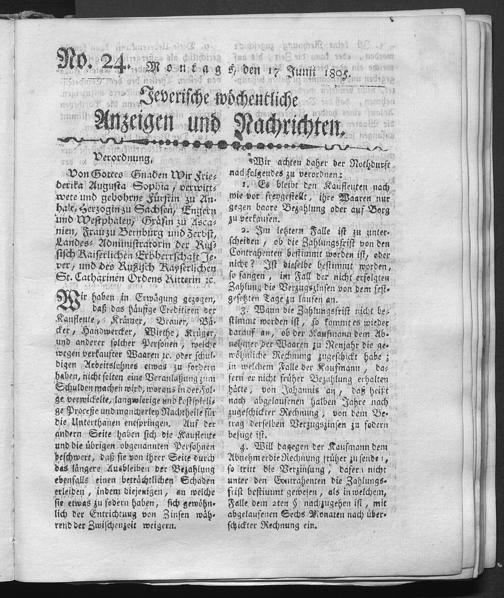 No. 24.
Montags, den 17 Junii 1805.
Jeverische wöchentliche
Anzeigen und Nachrichten.
Verordnung.
Von Gottes Gnaden Wir Frie-
derika Augusta Sophia, verwitt-
wete und gebohrne Fürstin zu An-
halt, Herzogin zu Sachsen, Engern
und Westphalen, Gräfin zu Asca-
nien, Frau zu Bernburg und Zerbst,
Landes-Administratorin der Ruß-
sisch Kaiserlichen Erbherrschaft Je-
ver, und des Rußisch Kayserlichen
St. Catharinen Ordens Ritterin ꝛc.
Wir haben in Erwägung gezogen,
daß das häufige Creditiren der
Kaufleute, Krämer, Brauer, Bä-
cker, Handwercker, Wirthe, Krüger,
und anderer solcher Personen, welche
wegen verkaufter Waaren ꝛc. oder schul-
digen Arbeitslohnes etwas zu fordern
haben, nicht selten eine Veranlassung zum
Schulden machen wird, woraus in der Fol-
ge verwickelte, langwierige und kostspieli-
ge Processe und mancherley Nachtheile für
die Unterthanen entspringen. Auf der
andern Seite haben sich die Kaufleute
und die übrigen obgenannten Personen
beschwert, daß sie von ihrer Seite durch
das längere Ausbleiben der Bezahlung
ebenfalls einen beträchtlichen Schaden
erleiden, indem diejenigen, an welche
sie etwas zu fodern haben, sich gewöhn-
lich der Entrichtung von Zinsen wäh-
rend der Zwischenzeit weigern.
Wir achten daher der Nothdurft
nach folgendes zu verordnen:
1. Es bleibt den Kaufleuten nach
wie vor freygestellt, ihre Waaren nur
gegen baare Bezahlung oder auf Borg
zu verkaufen.
2. Im letztern Falle ist zu unter-
scheiden, ob die Zahlungsfrist von den
Contrahenten bestimmt worden ist, oder
nicht? Ist dieselbe bestimmt worden,
so fangen, im Fall der nicht erfolgten
Zahlung die Verzugszinsen von dem fest-
gesetzten Tage zu laufen an.
3. Wann die Zahlungsfrist nicht be-
stimmt worden ist, so kommt es wieder
darauf an, ob der Kaufmann dem Ab-
nehmer der Waaren zu Neujahr die ge-
wöhnliche Rechnung zugeschickt habe;
in welchem Falle der Kaufmann, da-
fern er nicht früher Bezahlung erhalten
hätte, von Johannis an, daß heißt
nach abgelaufenen halben Jahre nach
zugeschickter Rechnung, von dem Be-
trag derselben Verzugszinsen zu fodern
befugt ist.
4. Will dagegen der Kaufmann dem
Abnehmer die Rechnung früher zusenden,
so tritt die Verzinsung, dafern nicht
unter den Contrahenten die Zahlungs-
frist bestimmt gewesen, als in welchem
Falle dem 2ten § nachzugehen ist, mit
abgelaufenen Sechs Monaten nach über-
schickter Rechnung ein.